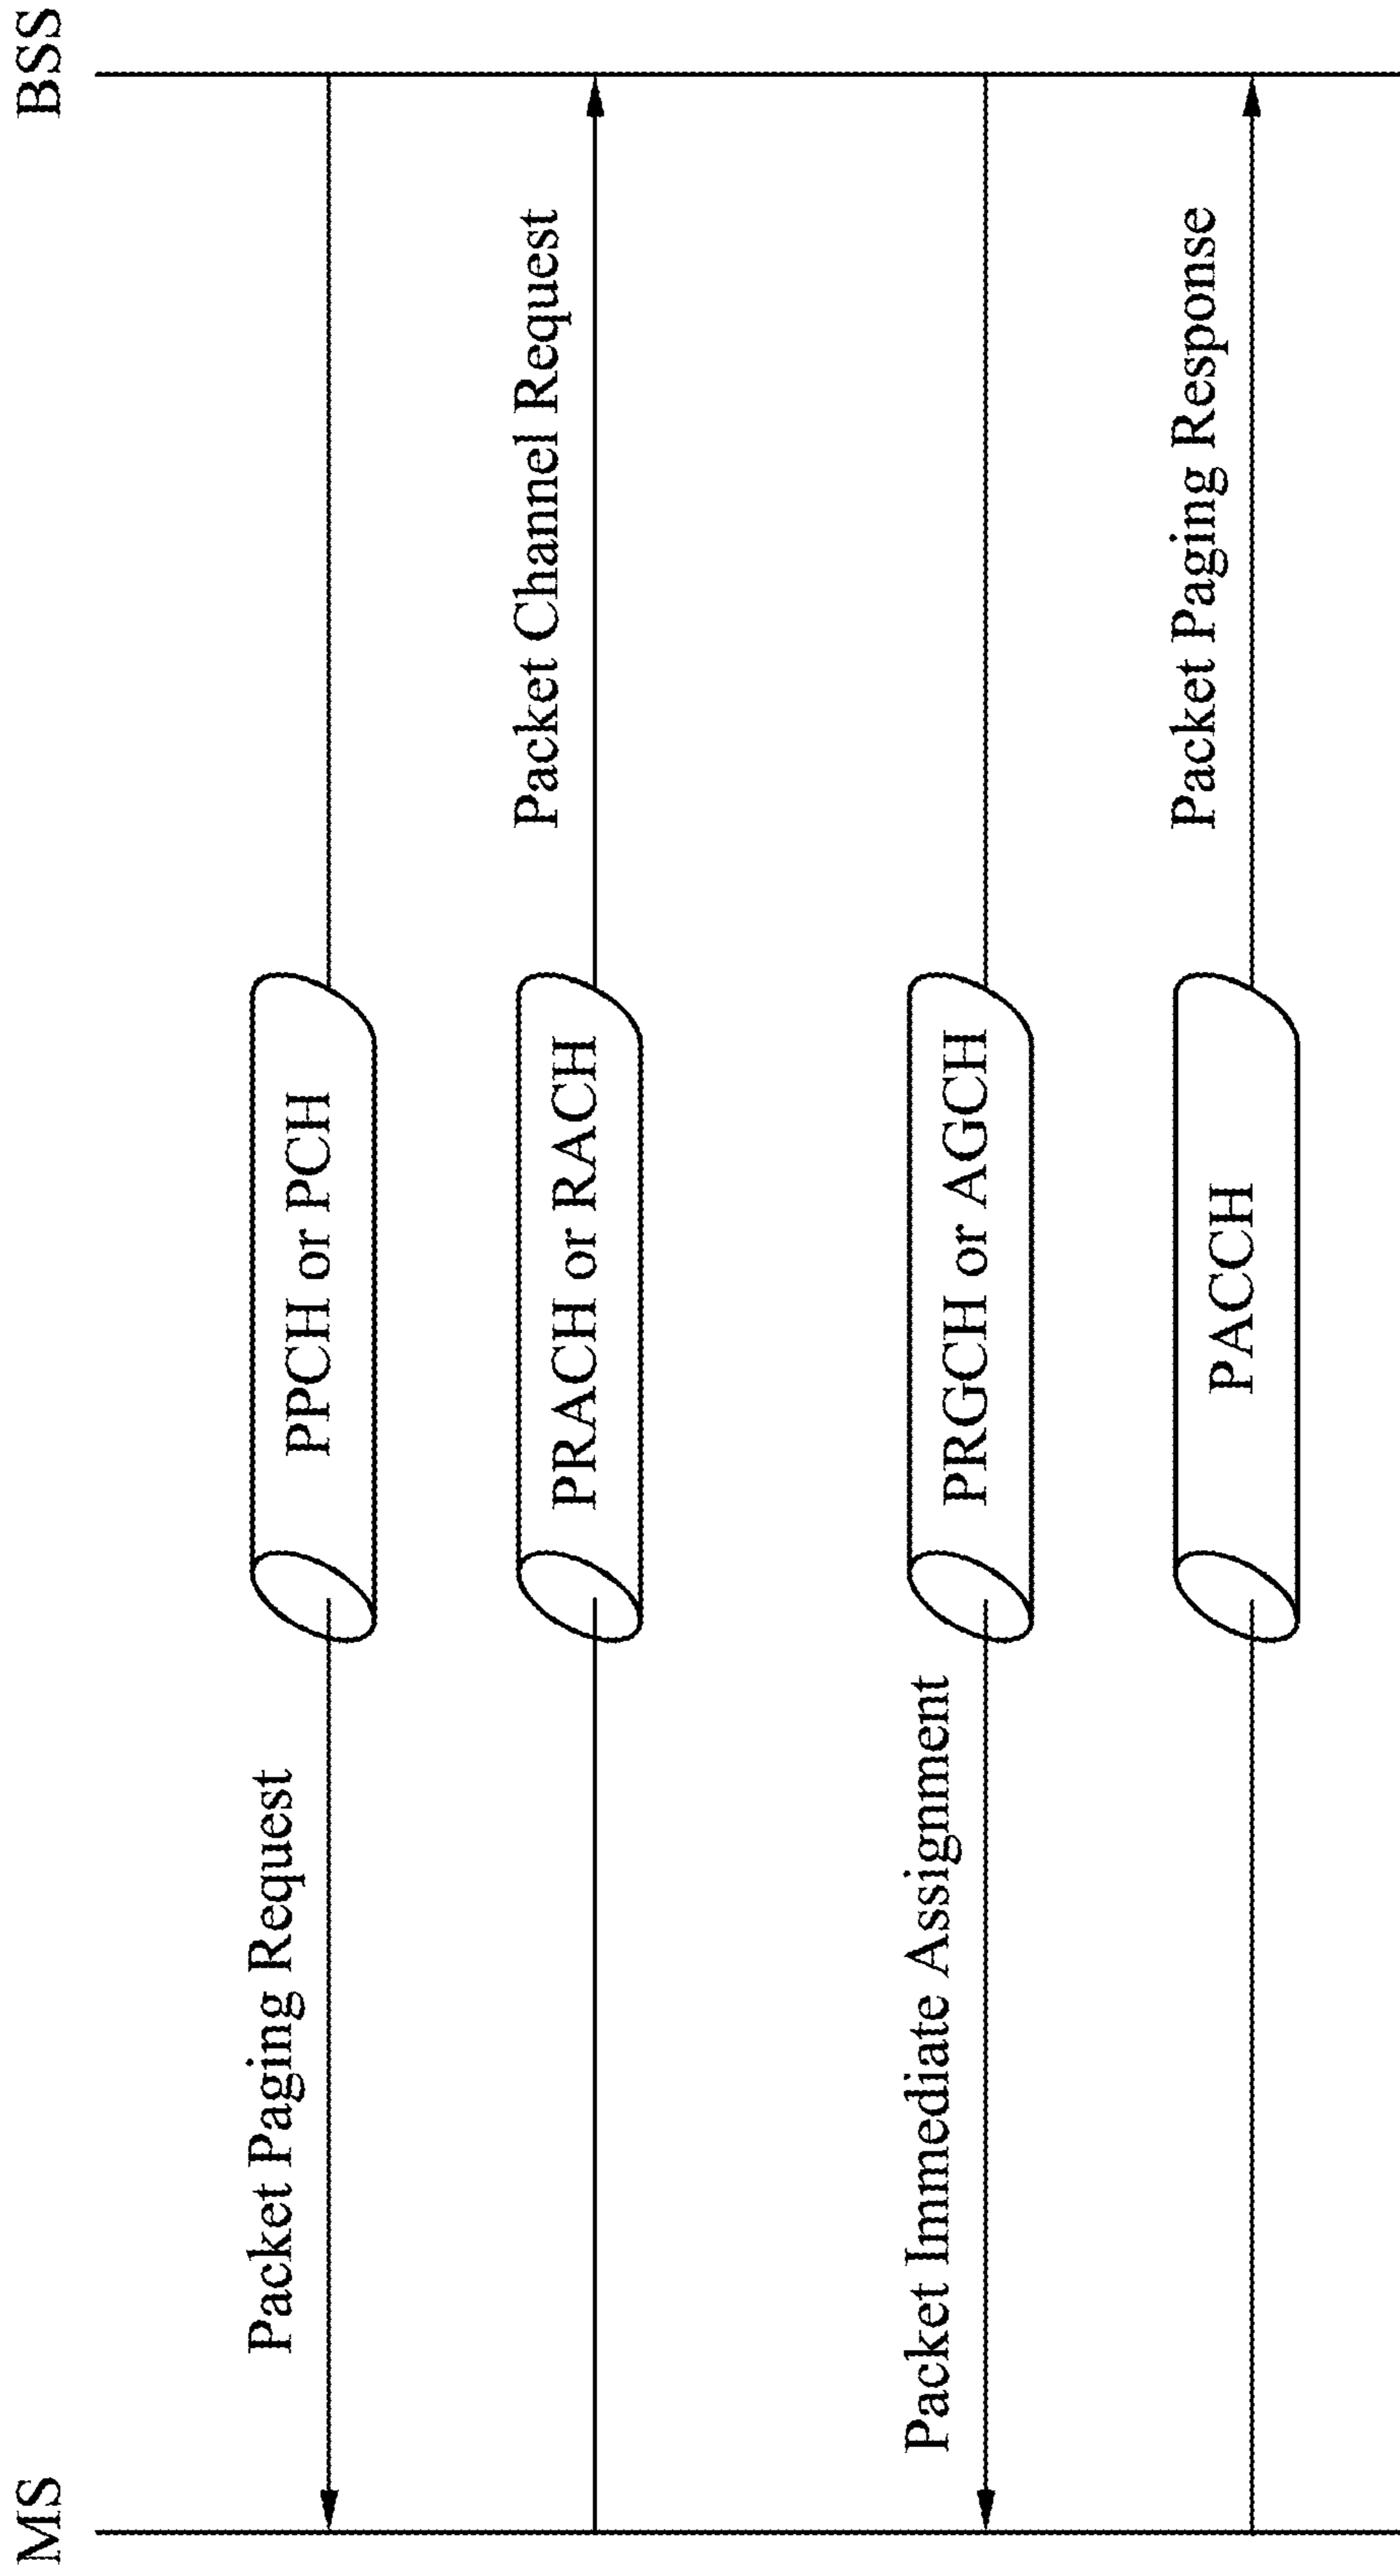 MS
BSS
Packet Paging Request
PPCH or PCH
PRACH or RACH
Packet Channel Request
Packet Immediate Assignment
PRGCH or AGCH
PACCH
Packet Paging Response